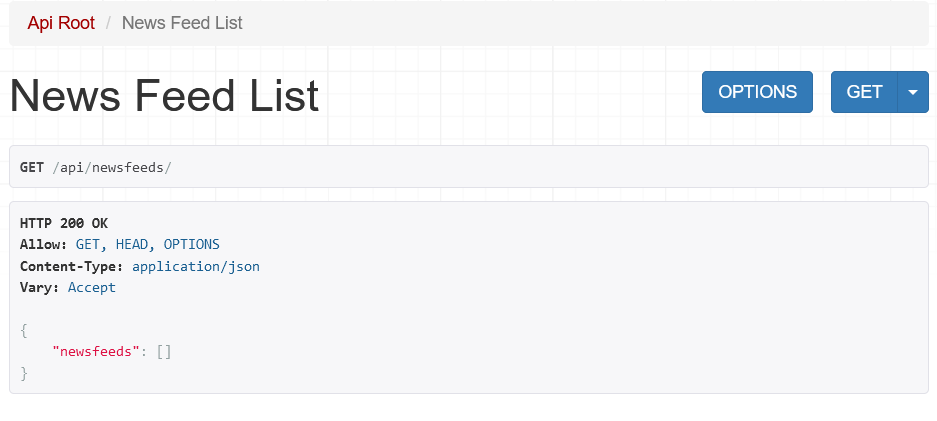 Api Root / News Feed List
News Feed List
OPTIONS
GET
GET /api/newsfeeds/
HTTP 200 OK
Allow: GET, HEAD, OPTIONS
Content-Type: application/json
Vary: Accept
{
    "newsfeeds": []
}